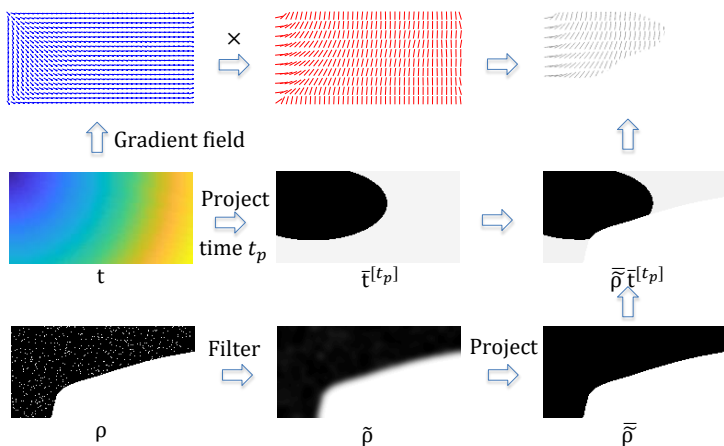 ×
Gradient field
Project
time tₚ
t
t̄^[tₚ]
ρ̿̃ t̄^[tₚ]
Filter
Project
ρ
ρ̃
ρ̿̃